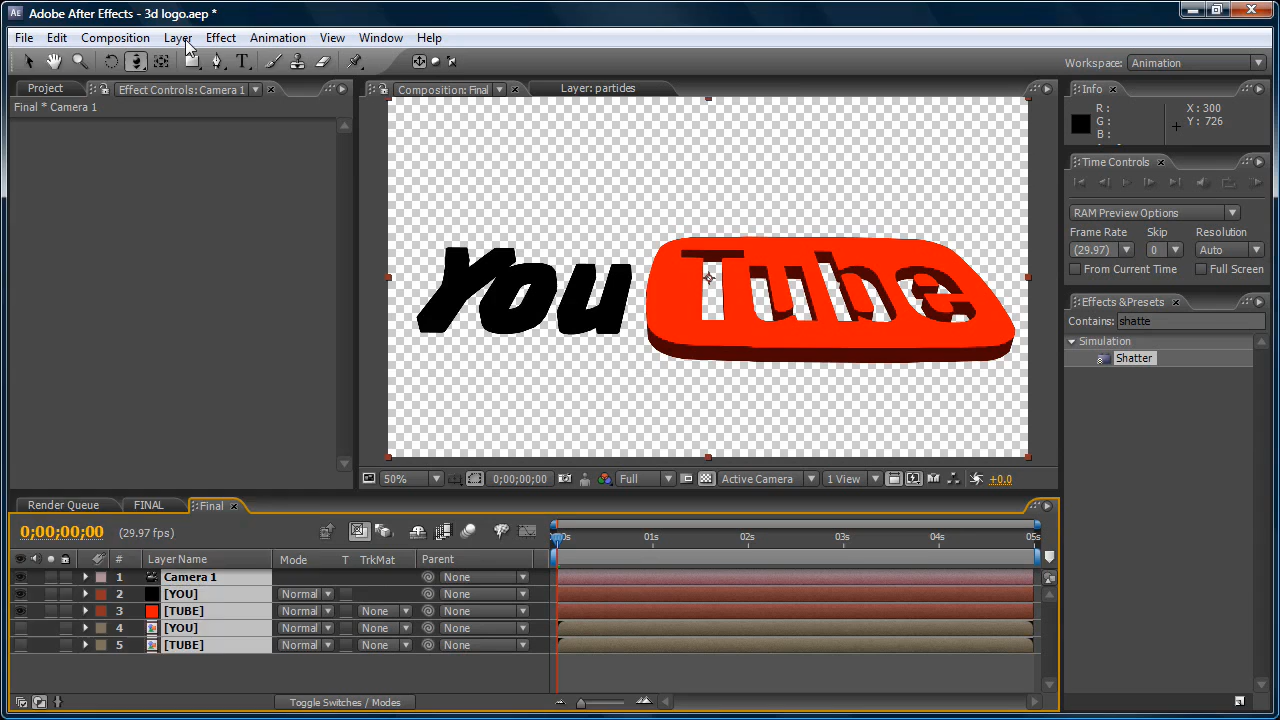 Adobe After Effects - 3d logo.aep *
File Edit Composition Layer Effect Animation View Window Help
Workspace: Animation
Project Effect Controls: Camera 1
Final * Camera 1
Composition: Final Layer: partides
You Tube
50% 0;00;00;00 Full Active Camera 1 View +0.0
Info
R : X : 300
G : Y : 726
B :
Time Controls
RAM Preview Options
Frame Rate Skip Resolution
(29.97) 0 Auto
From Current Time Full Screen
Effects & Presets
Contains: shatte
Simulation
Shatter
Render Queue FINAL Final
0;00;00;00 (29.97 fps)
:00s 01s 02s 03s 04s 05s
# Layer Name Mode T TrkMat Parent
1 Camera 1 None
2 [YOU] Normal None
3 [TUBE] Normal None None
4 [YOU] Normal None None
5 [TUBE] Normal None None
Toggle Switches / Modes